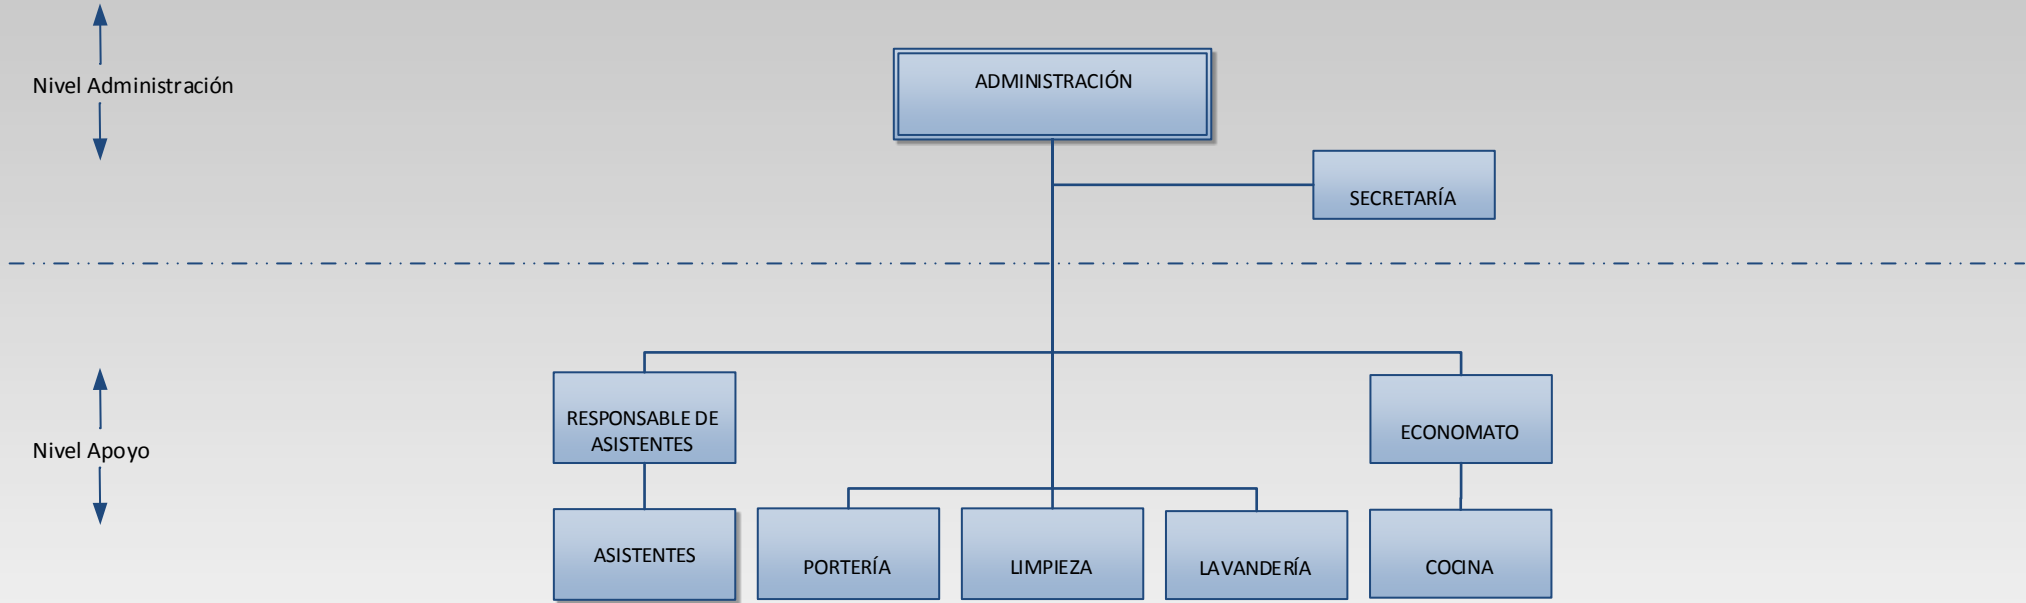 Nivel Administración
ADMINISTRACIÓN
SECRETARÍA
Nivel Apoyo
RESPONSABLE DE
ASISTENTES
ECONOMATO
ASISTENTES
PORTERÍA
LIMPIEZA
LAVANDERÍA
COCINA